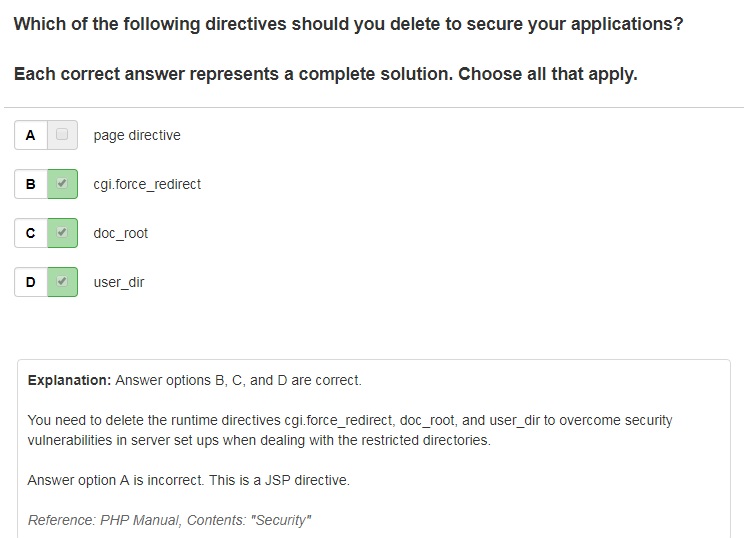 Which of the following directives should you delete to secure your applications?
Each correct answer represents a complete solution. Choose all that apply.
A page directive
B cgi.force_redirect
C doc_root
D user_dir
Explanation: Answer options B, C, and D are correct.
You need to delete the runtime directives cgi.force_redirect, doc_root, and user_dir to overcome security
vulnerabilities in server set ups when dealing with the restricted directories.
Answer option A is incorrect. This is a JSP directive.
Reference: PHP Manual, Contents: "Security"